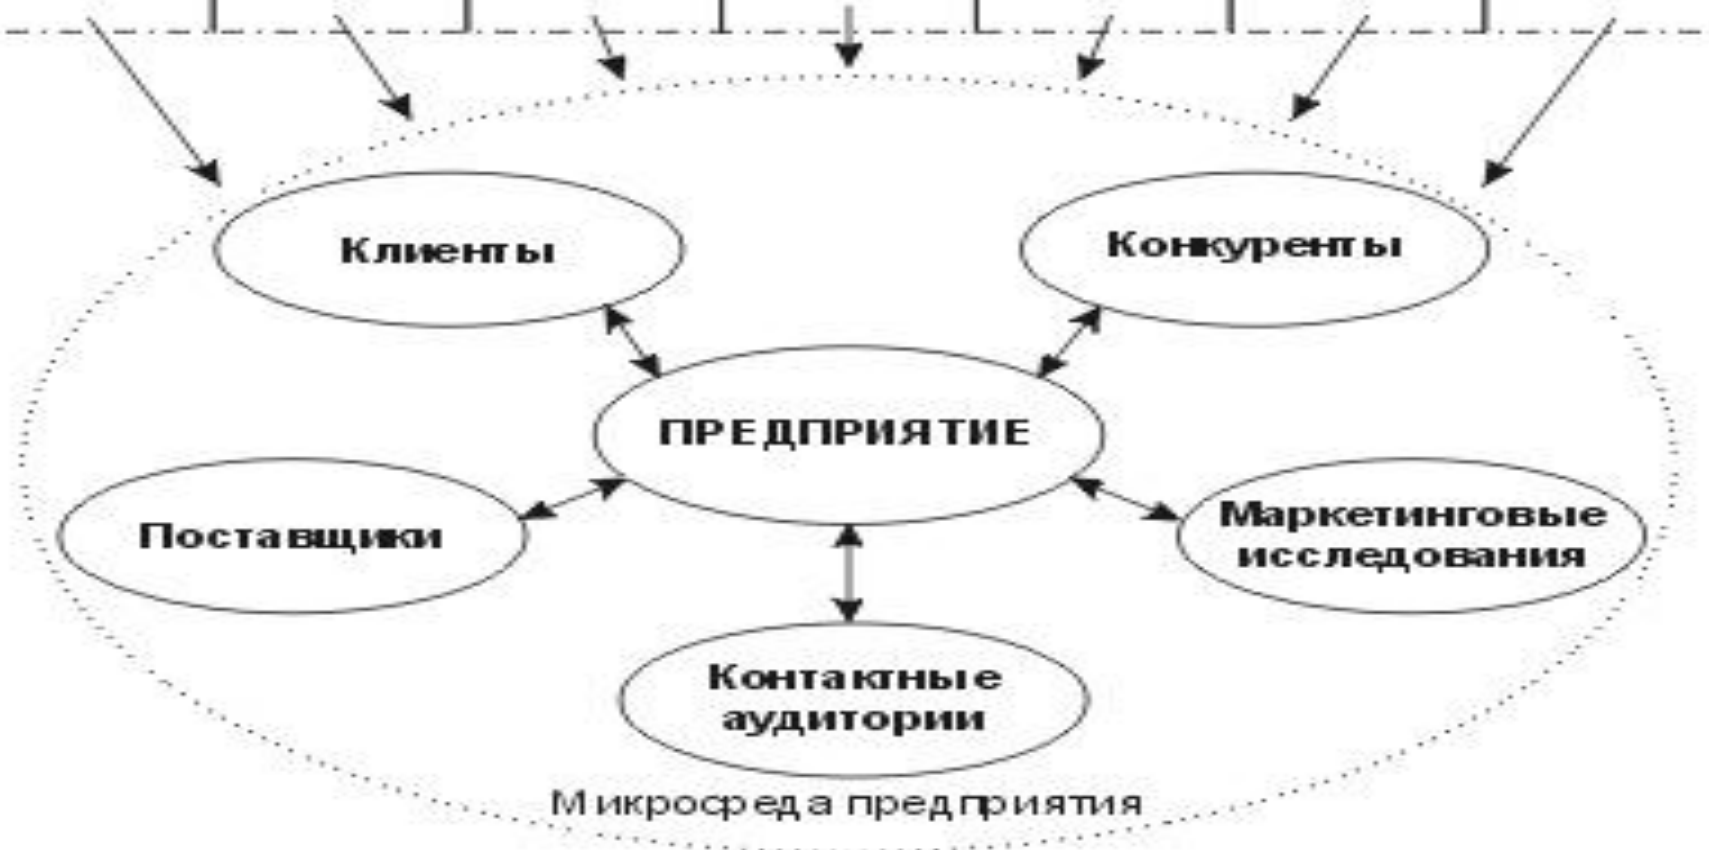 Клиенты
Конкуренты
ПРЕДПРИЯТИЕ
Поставщики
Маркетинговые
исследования
Контактные
аудитории
Микросреда предприятия